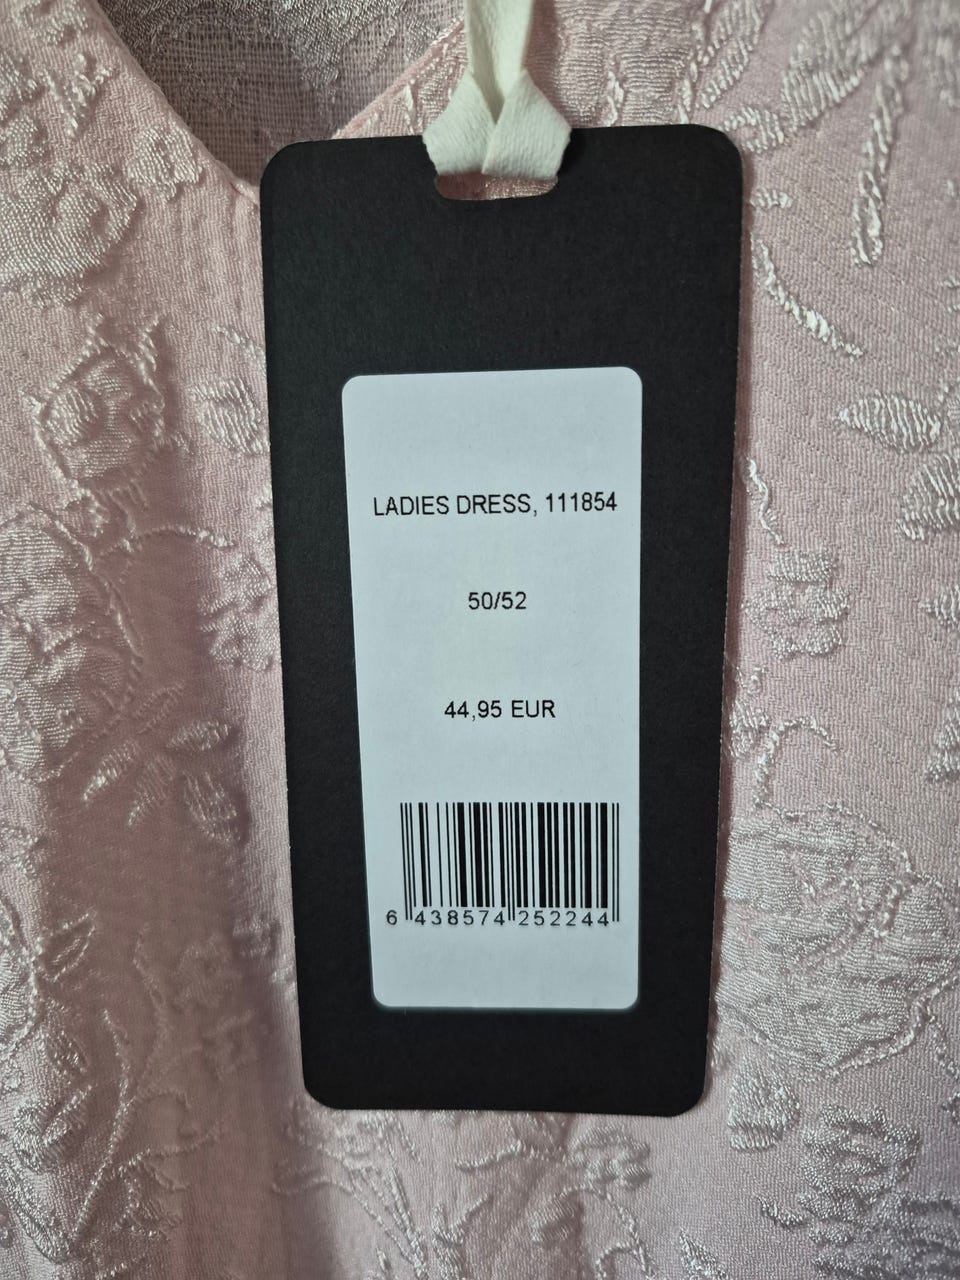 LADIES DRESS, 111854
50/52
44,95 EUR
6 438574 252244